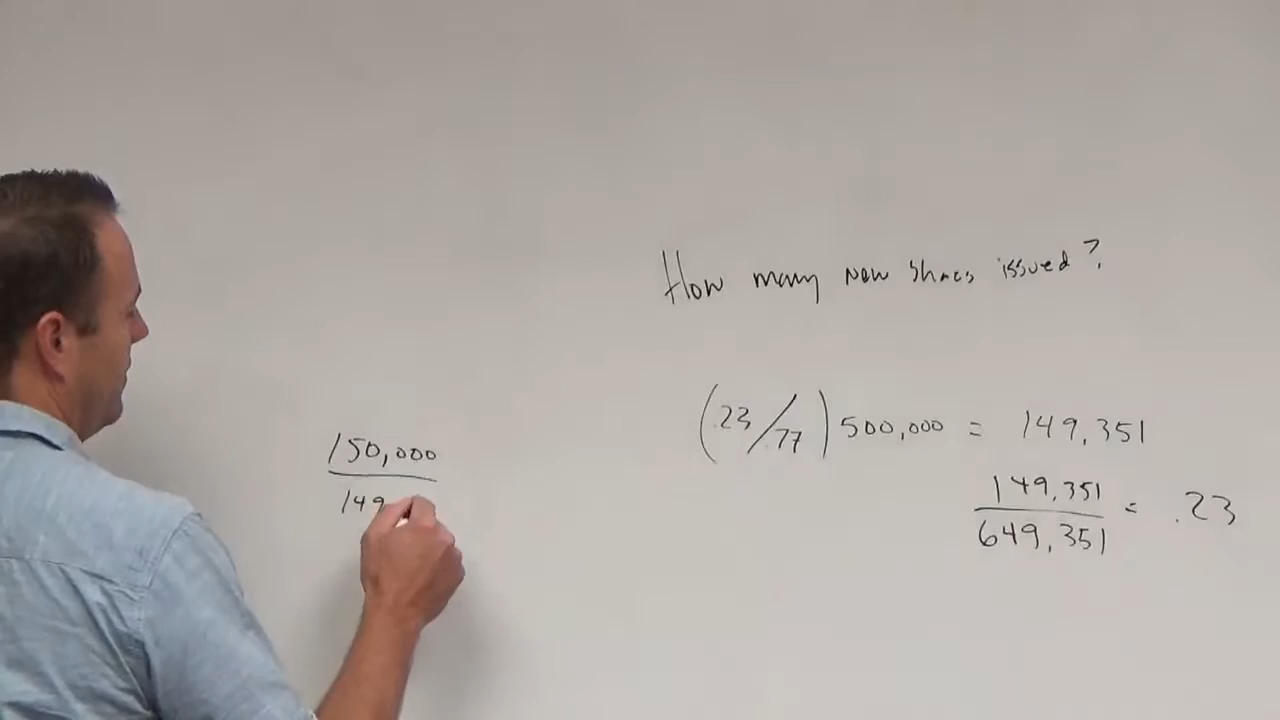 How many new shares issued?
(.23/.77) 500,000 = 149,351
149,351
649,351 = .23
150,000
149